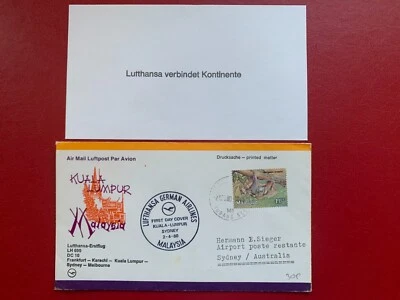 Lufthansa verbindet Kontinente
Air Mail Luftpost Par Avion
Drucksache – printed matter
KUALA
LUMPUR
Malaysia
LUFTHANSA GERMAN AIRLINES
FIRST DAY COVER
KUALA-LUMPUR
SYDNEY
MALAYSIA
Lufthansa-Erstflug
LH 690
DC 10
Frankfurt – Karachi – Kuala Lumpur –
Sydney – Melbourne
Hermann E.Sieger
Airport poste restante
Sydney / Australia